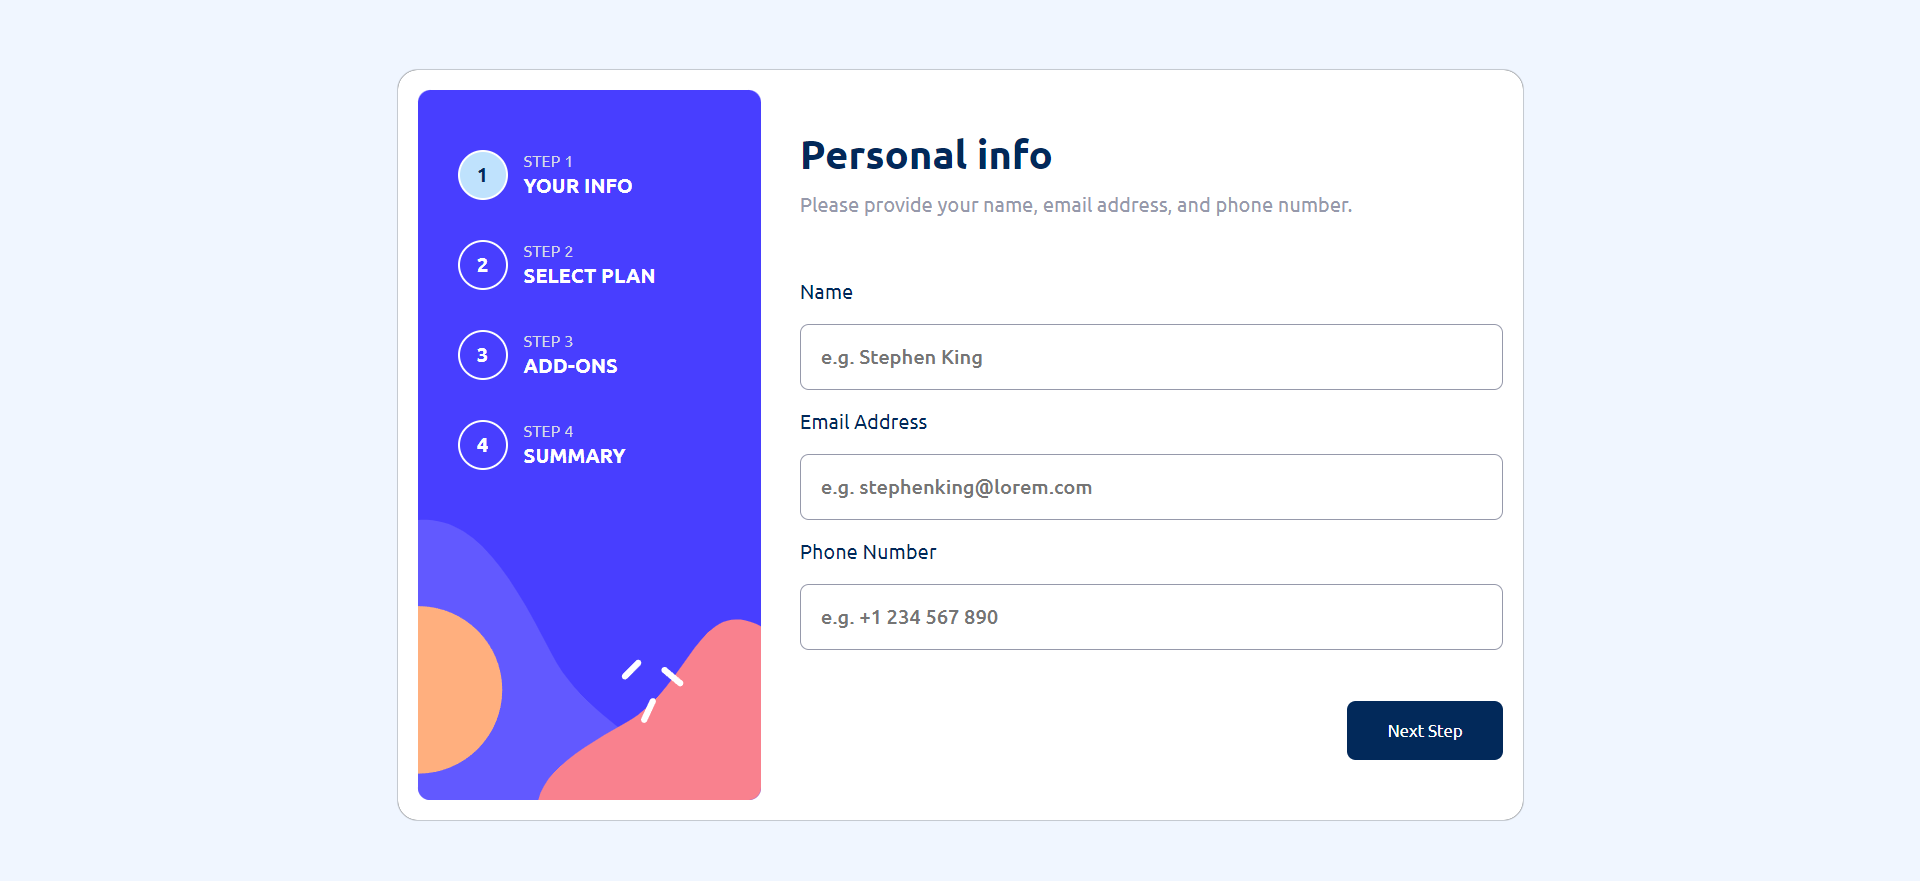 1
STEP 1
YOUR INFO
2
STEP 2
SELECT PLAN
3
STEP 3
ADD-ONS
4
STEP 4
SUMMARY
Personal info
Please provide your name, email address, and phone number.
Name
e.g. Stephen King
Email Address
e.g. stephenking@lorem.com
Phone Number
e.g. +1 234 567 890
Next Step